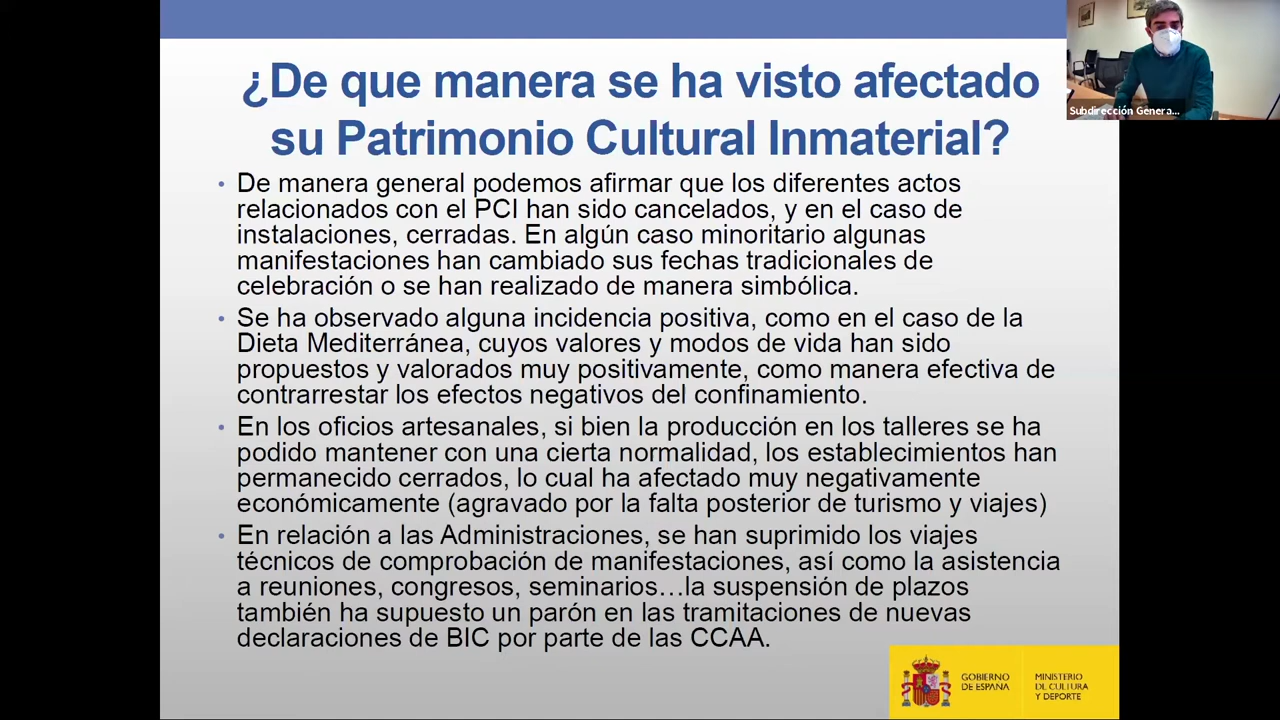 ¿De que manera se ha visto afectado
su Patrimonio Cultural Inmaterial?
• De manera general podemos afirmar que los diferentes actos
relacionados con el PCI han sido cancelados, y en el caso de
instalaciones, cerradas. En algún caso minoritario algunas
manifestaciones han cambiado sus fechas tradicionales de
celebración o se han realizado de manera simbólica.
• Se ha observado alguna incidencia positiva, como en el caso de la
Dieta Mediterránea, cuyos valores y modos de vida han sido
propuestos y valorados muy positivamente, como manera efectiva de
contrarrestar los efectos negativos del confinamiento.
• En los oficios artesanales, si bien la producción en los talleres se ha
podido mantener con una cierta normalidad, los establecimientos han
permanecido cerrados, lo cual ha afectado muy negativamente
económicamente (agravado por la falta posterior de turismo y viajes)
• En relación a las Administraciones, se han suprimido los viajes
técnicos de comprobación de manifestaciones, así como la asistencia
a reuniones, congresos, seminarios…la suspensión de plazos
también ha supuesto un parón en las tramitaciones de nuevas
declaraciones de BIC por parte de las CCAA.
Subdirección Genera...
GOBIERNO
DE ESPAÑA
MINISTERIO
DE CULTURA
Y DEPORTE